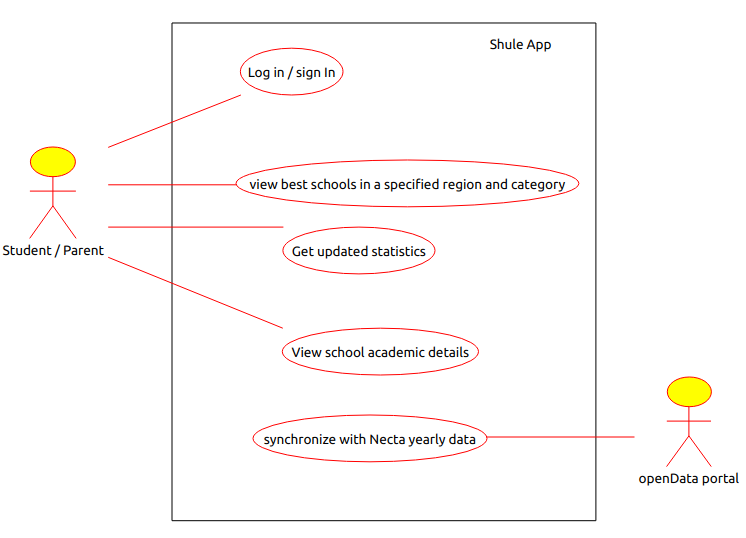 Shule App
Log in / sign In
view best schools in a specified region and category
Student / Parent
Get updated statistics
View school academic details
synchronize with Necta yearly data
openData portal